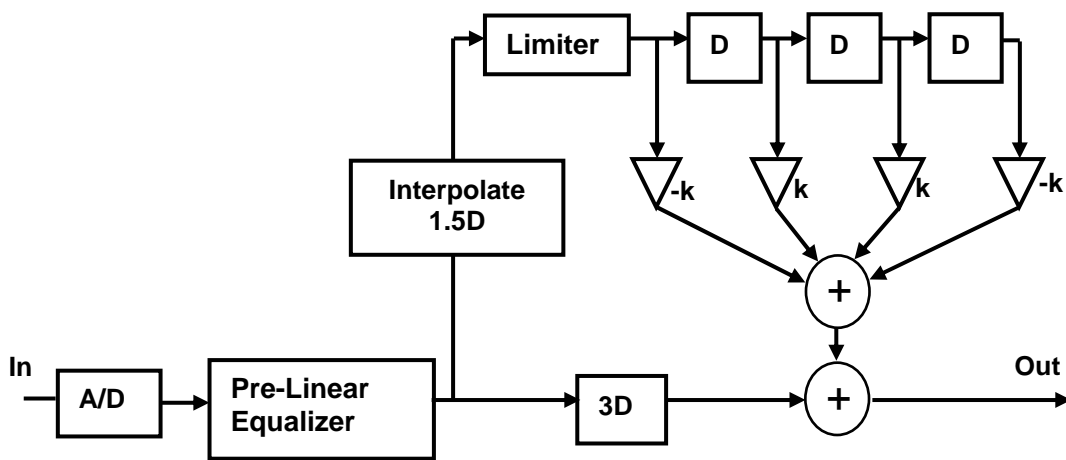 Limiter
D
D
D
Interpolate
1.5D
-k
k
k
-k
+
In
A/D
Pre-Linear
Equalizer
3D
+
Out